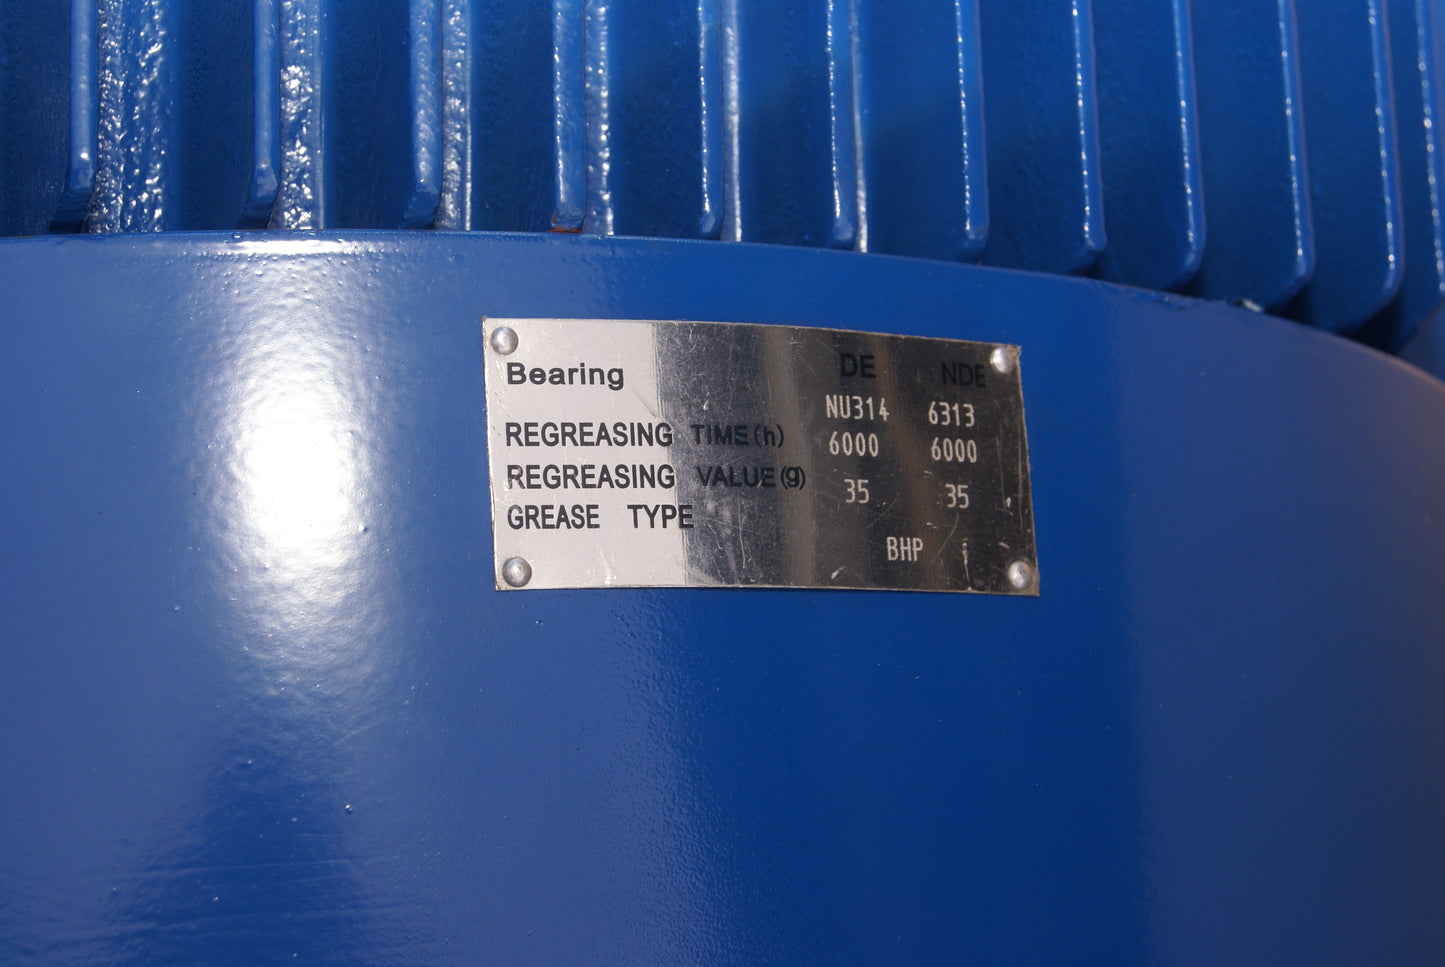 Bearing DE NDE
NU314 6313
REGREASING TIME(h) 6000 6000
REGREASING VALUE(g) 35 35
GREASE TYPE
BHP